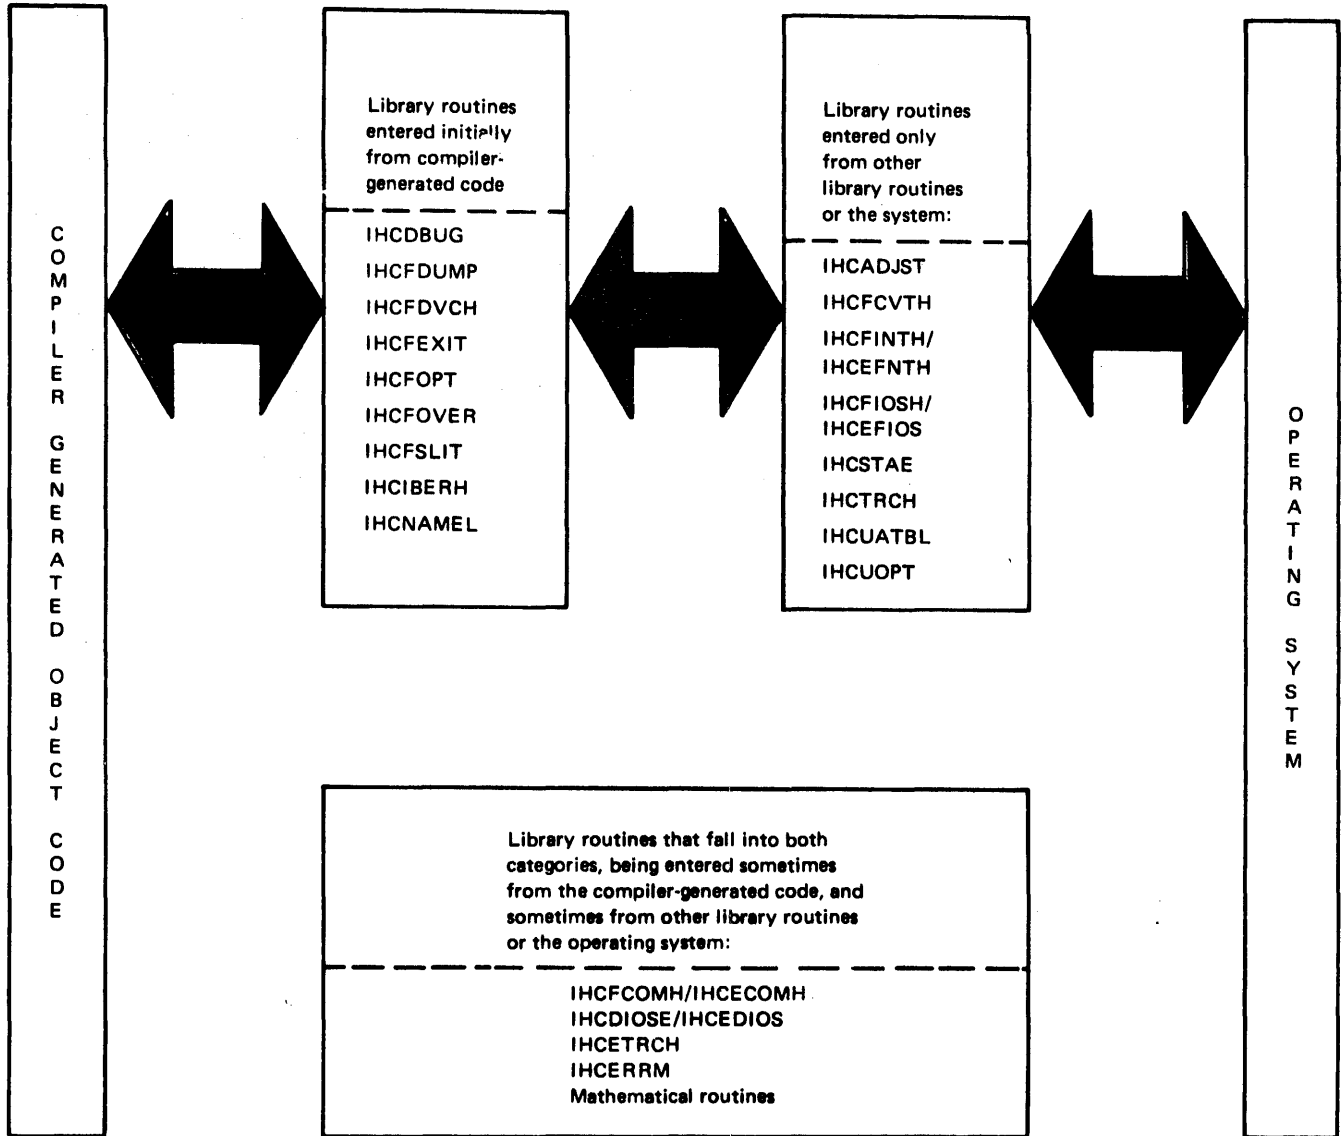 COMPILER GENERATED OBJECT CODE
Library routines
entered initially
from compiler-
generated code
IHCDBUG
IHCFDUMP
IHCFDVCH
IHCFEXIT
IHCFOPT
IHCFOVER
IHCFSLIT
IHCIBERH
IHCNAMEL
Library routines
entered only
from other
library routines
or the system:
IHCADJST
IHCFCVTH
IHCFINTH/
IHCEFNTH
IHCFIOSH/
IHCEFIOS
IHCSTAE
IHCTRCH
IHCUATBL
IHCUOPT
OPERATING SYSTEM
Library routines that fall into both
categories, being entered sometimes
from the compiler-generated code, and
sometimes from other library routines
or the operating system:
IHCFCOMH/IHCECOMH
IHCDIOSE/IHCEDIOS
IHCETRCH
IHCERRM
Mathematical routines